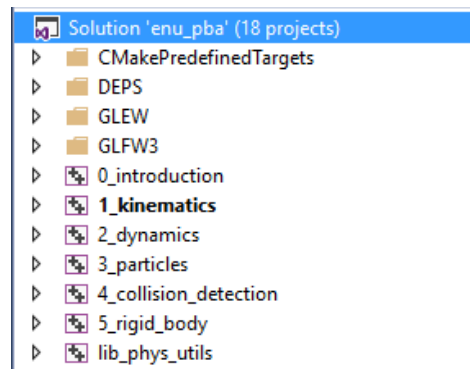 Solution 'enu_pba' (18 projects)
CMakePredefinedTargets
DEPS
GLEW
GLFW3
0_introduction
1_kinematics
2_dynamics
3_particles
4_collision_detection
5_rigid_body
lib_phys_utils